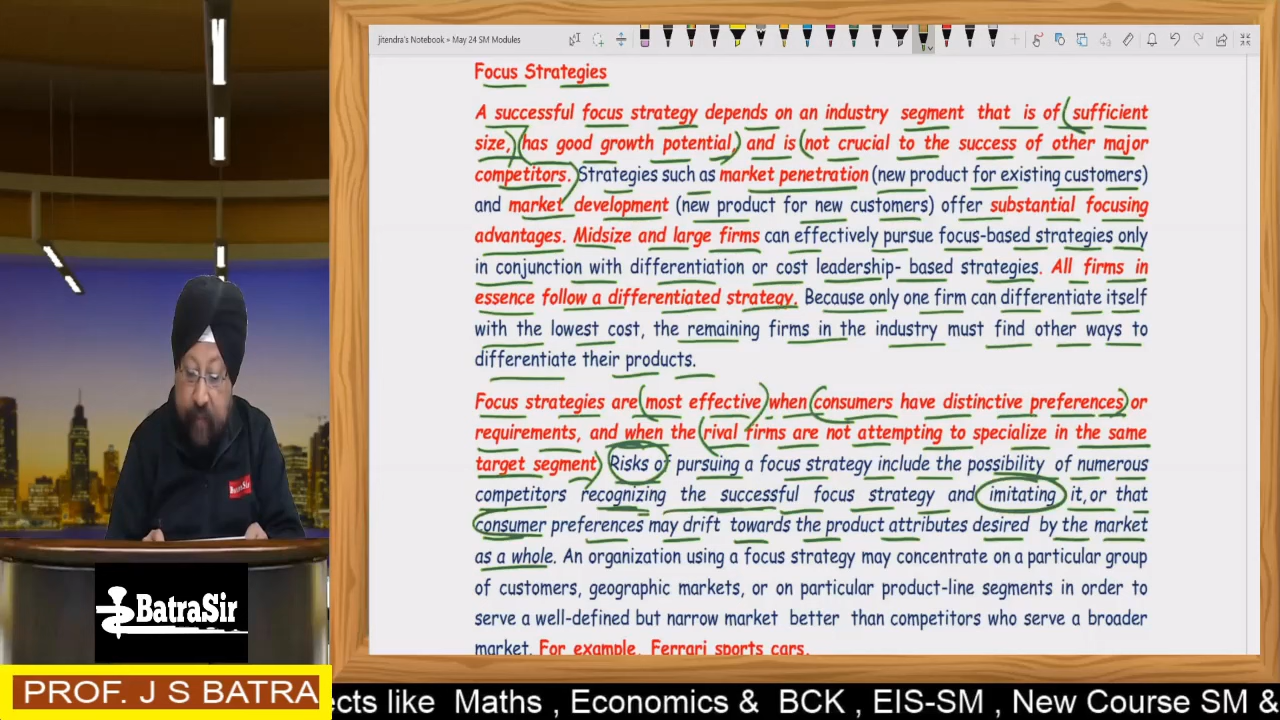 jitendra's Notebook » May 24 SM Modules
Focus Strategies
A successful focus strategy depends on an industry segment that is of sufficient
size, has good growth potential, and is not crucial to the success of other major
competitors. Strategies such as market penetration (new product for existing customers)
and market development (new product for new customers) offer substantial focusing
advantages. Midsize and large firms can effectively pursue focus-based strategies only
in conjunction with differentiation or cost leadership- based strategies. All firms in
essence follow a differentiated strategy. Because only one firm can differentiate itself
with the lowest cost, the remaining firms in the industry must find other ways to
differentiate their products.
Focus strategies are most effective when consumers have distinctive preferences or
requirements, and when the rival firms are not attempting to specialize in the same
target segment Risks of pursuing a focus strategy include the possibility of numerous
competitors recognizing the successful focus strategy and imitating it, or that
consumer preferences may drift towards the product attributes desired by the market
as a whole. An organization using a focus strategy may concentrate on a particular group
of customers, geographic markets, or on particular product-line segments in order to
serve a well-defined but narrow market better than competitors who serve a broader
market. For example, Ferrari sports cars.
BatraSir
BatraSir
PROF. J S BATRA
ects like Maths , Economics & BCK , EIS-SM , New Course SM &